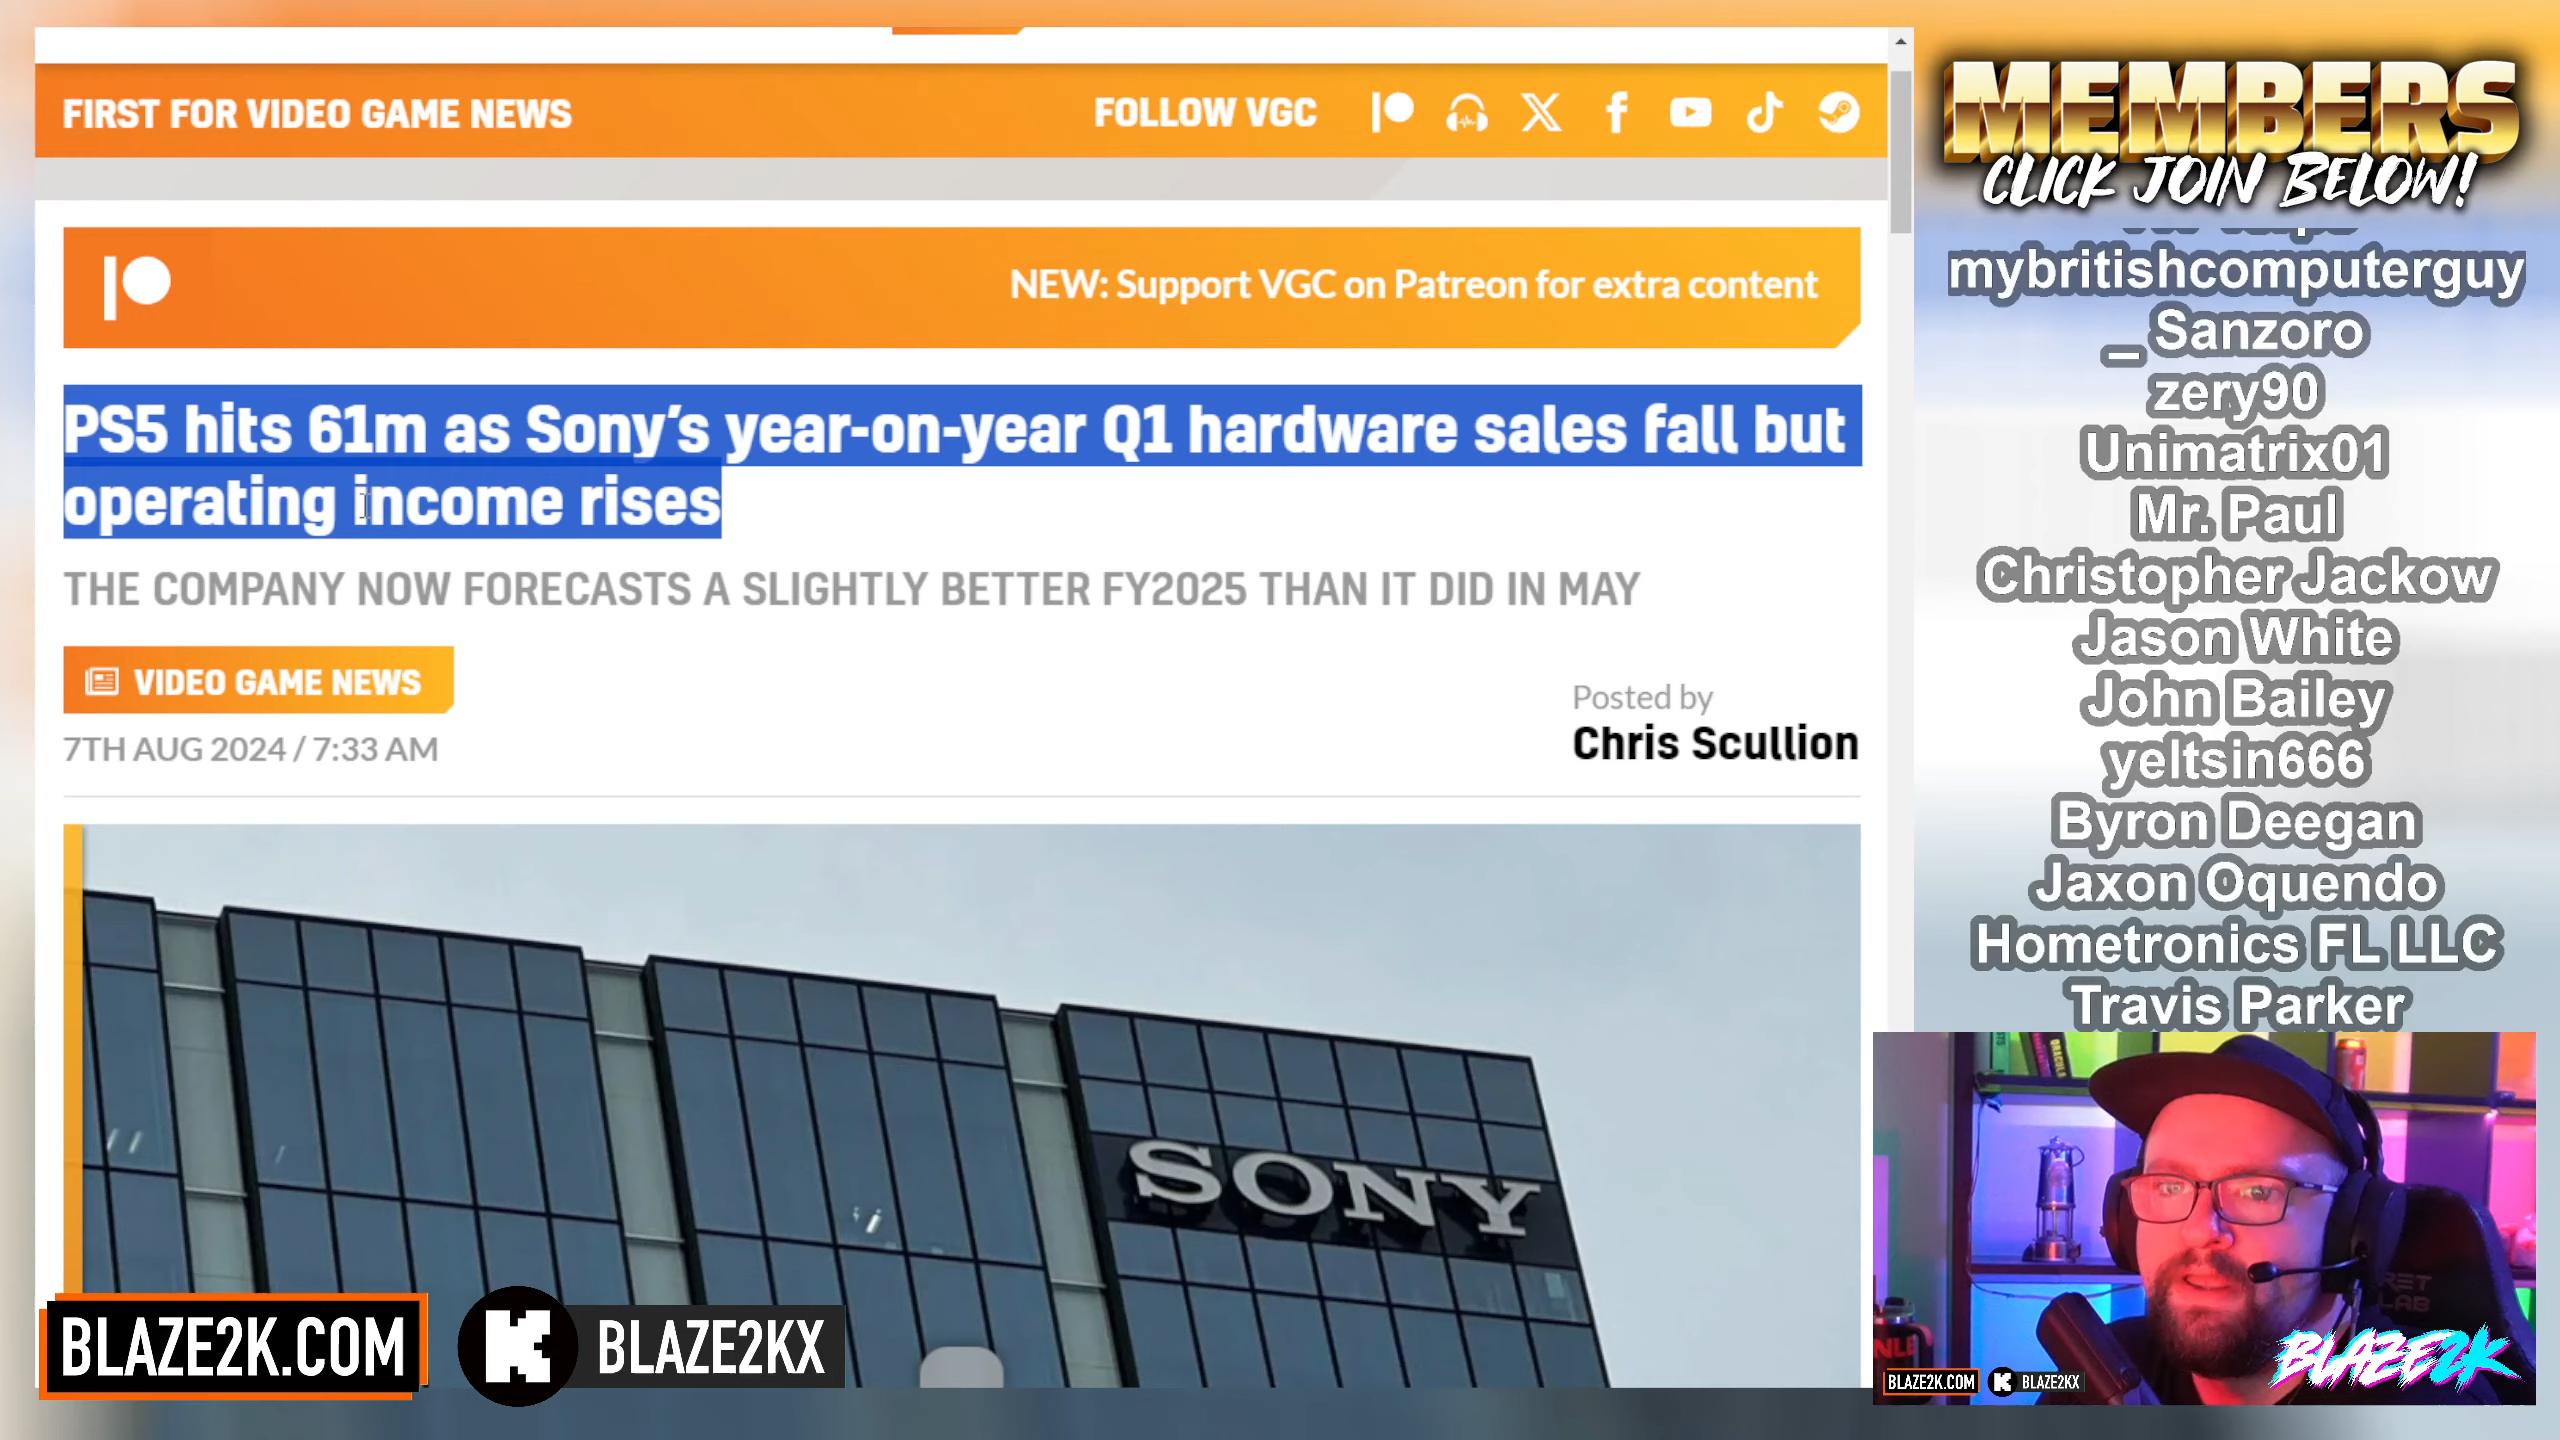 FIRST FOR VIDEO GAME NEWS
FOLLOW VGC
NEW: Support VGC on Patreon for extra content
PS5 hits 61m as Sony’s year-on-year Q1 hardware sales fall but
operating income rises
THE COMPANY NOW FORECASTS A SLIGHTLY BETTER FY2025 THAN IT DID IN MAY
VIDEO GAME NEWS
7TH AUG 2024 / 7:33 AM
Posted by
Chris Scullion
SONY
BLAZE2K.COM
BLAZE2KX
MEMBERS
CLICK JOIN BELOW!
mybritishcomputerguy
_ Sanzoro
zery90
Unimatrix01
Mr. Paul
Christopher Jackow
Jason White
John Bailey
yeltsin666
Byron Deegan
Jaxon Oquendo
Hometronics FL LLC
Travis Parker
BLAZE2K
BLAZE2K.COM
BLAZE2KX